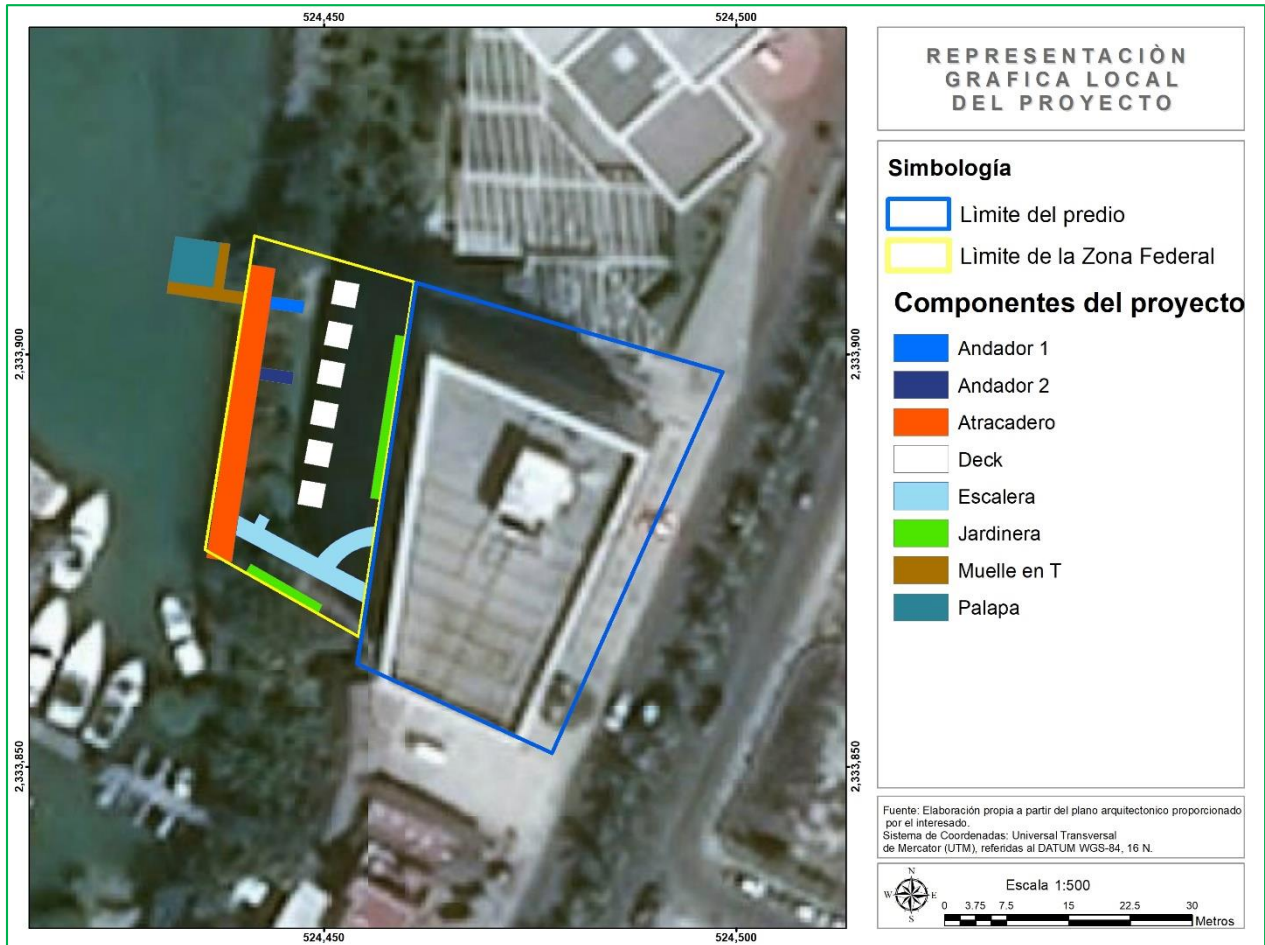 524,450
524,500
2,333,900
2,333,850
2,333,900
2,333,850
524,450
524,500
REPRESENTACIÒN
GRAFICA LOCAL
DEL PROYECTO
Simbología
Lìmite del predio
Lìmite de la Zona Federal
Componentes del proyecto
Andador 1
Andador 2
Atracadero
Deck
Escalera
Jardinera
Muelle en T
Palapa
Fuente: Elaboración propia a partir del plano arquitectonico proporcionado
por el interesado.
Sistema de Coordenadas: Universal Transversal
de Mercator (UTM), referidas al DATUM WGS-84, 16 N.
N
W E
S
Escala 1:500
0 3.75 7.5 15 22.5 30
Metros